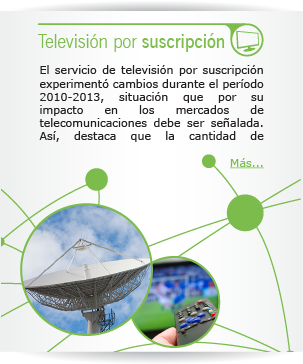 Televisión por suscripción
El servicio de televisión por suscripción
experimentó cambios durante el período
2010-2013, situación que por su
impacto en los mercados de
telecomunicaciones debe ser señalada.
Así, destaca que la cantidad de
Más...